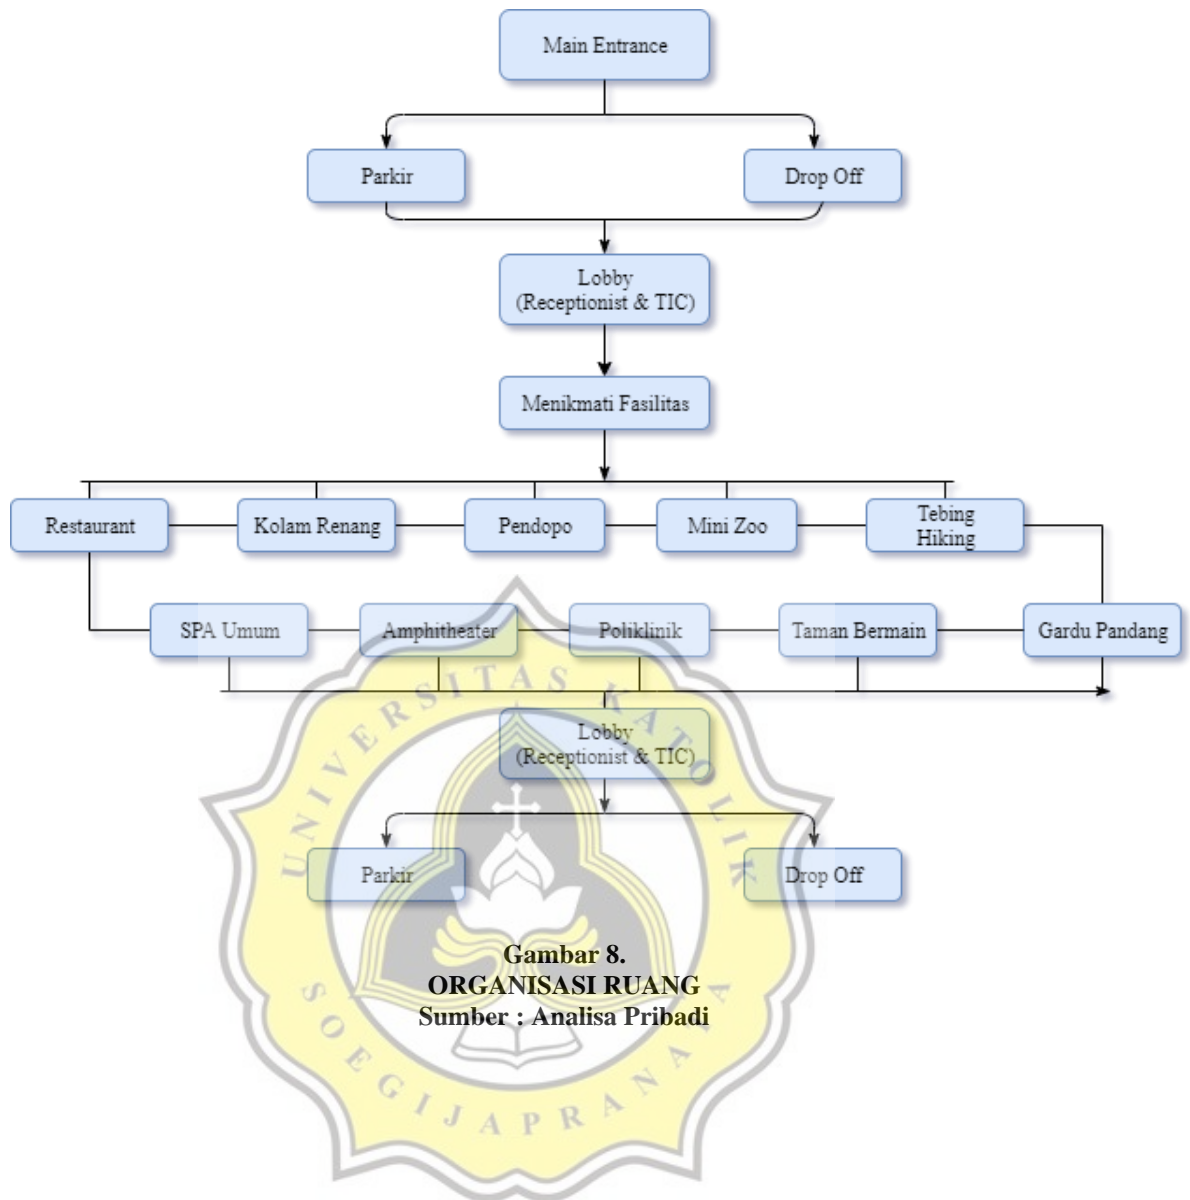 Main Entrance
Parkir
Drop Off
Lobby
(Receptionist & TIC)
Menikmati Fasilitas
Restaurant
Kolam Renang
Pendopo
Mini Zoo
Tebing
Hiking
SPA Umum
Amphitheater
Poliklinik
Taman Bermain
Gardu Pandang
Lobby
(Receptionist & TIC)
Parkir
Drop Off
Gambar 8.
ORGANISASI RUANG
Sumber : Analisa Pribadi
UNIVERSITAS KATOLIK
SOEGIJAPRANATA